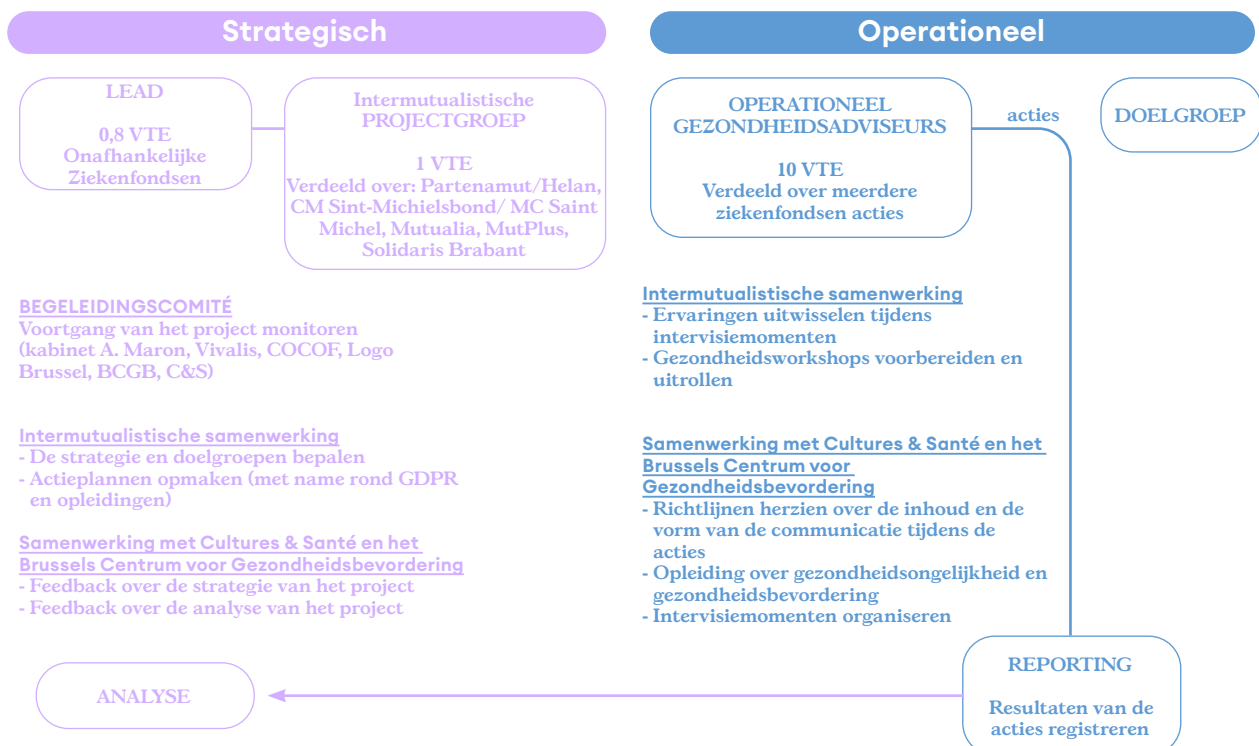 Strategisch
LEAD
0,8 VTE
Onafhankelijke
Ziekenfondsen
Intermutualistische
PROJECTGROEP
1 VTE
Verdeeld over: Partenamut/Helan,
CM Sint-Michielsbond/ MC Saint
Michel, Mutualia, MutPlus,
Solidaris Brabant
BEGELEIDINGSCOMITÉ
Voortgang van het project monitoren
(kabinet A. Maron, Vivalis, COCOF, Logo
Brussel, BCGB, C&S)
Intermutualistische samenwerking
- De strategie en doelgroepen bepalen
- Actieplannen opmaken (met name rond GDPR
en opleidingen)
Samenwerking met Cultures & Santé en het
Brussels Centrum voor Gezondheidsbevordering
- Feedback over de strategie van het project
- Feedback over de analyse van het project
ANALYSE
Operationeel
OPERATIONEEL
GEZONDHEIDSADVISEURS
10 VTE
Verdeeld over meerdere
ziekenfondsen acties
acties
DOELGROEP
Intermutualistische samenwerking
- Ervaringen uitwisselen tijdens
intervisiemomenten
- Gezondheidsworkshops voorbereiden en
uitrollen
Samenwerking met Cultures & Santé en het
Brussels Centrum voor
Gezondheidsbevordering
- Richtlijnen herzien over de inhoud en de
vorm van de communicatie tijdens de
acties
- Opleiding over gezondheidsongelijkheid en
gezondheidsbevordering
- Intervisiemomenten organiseren
REPORTING
Resultaten van de
acties registreren